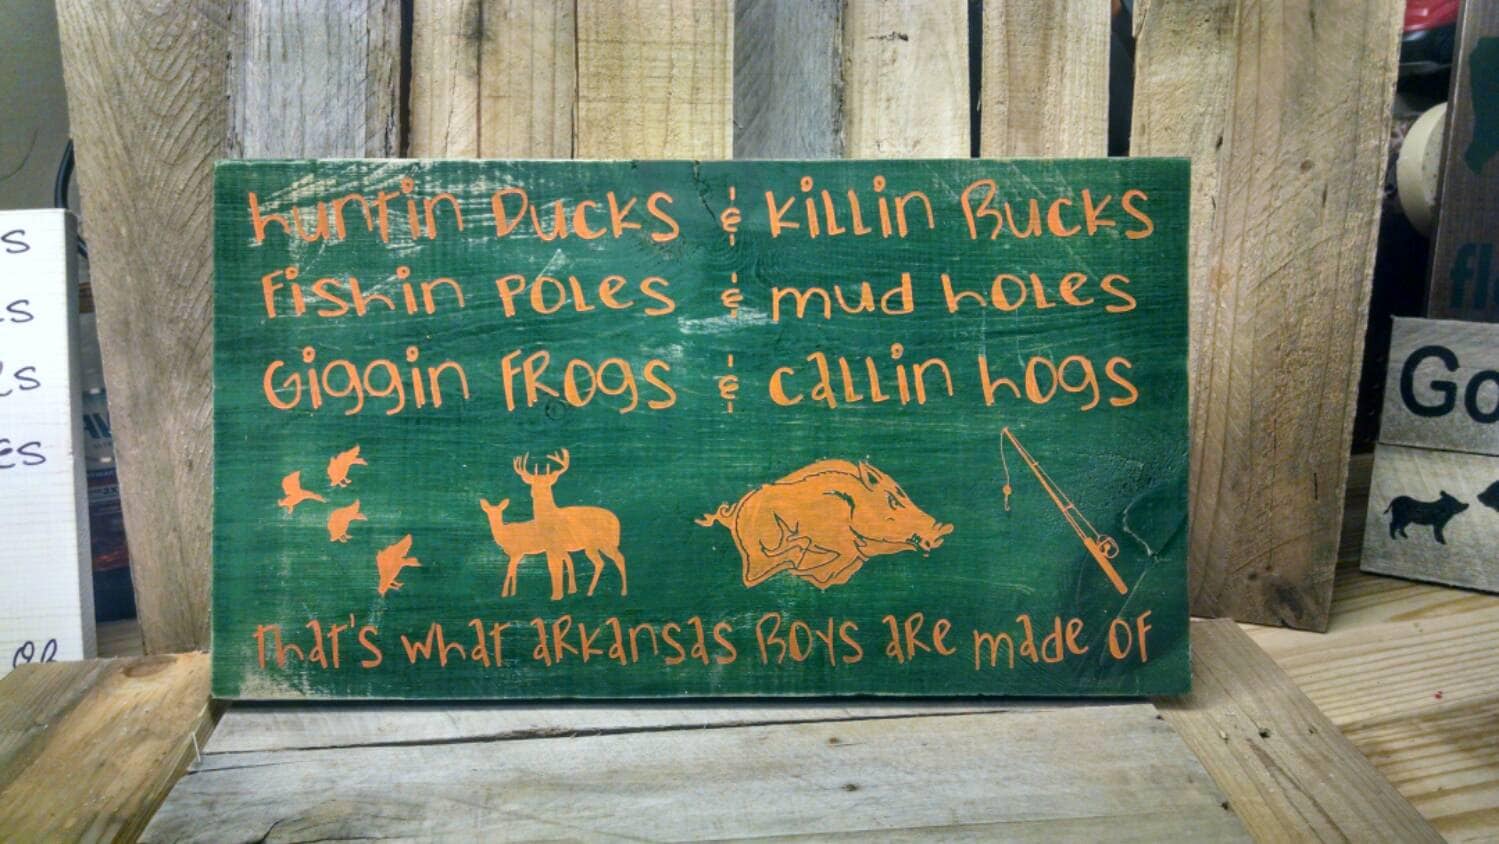 huntin Ducks & killin Bucks
Fishin Poles & mud holes
Giggin FRogs & callin hogs
that's what aRkansas Boys aRe made of
Go